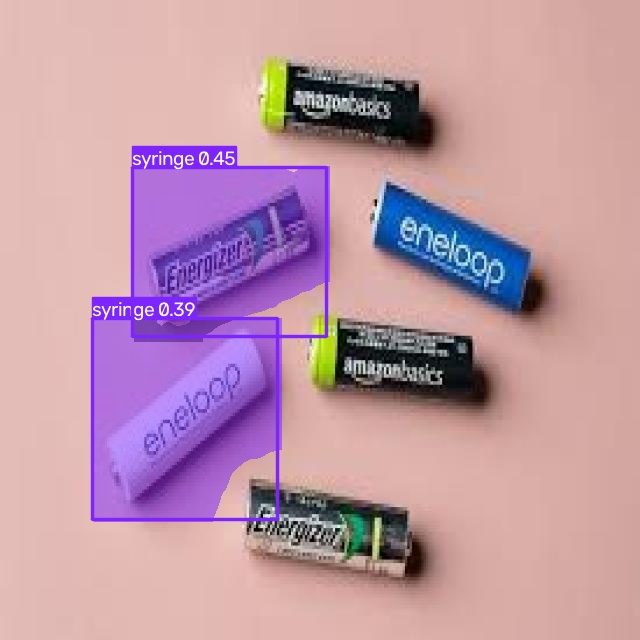 amazonbasics
syringe 0.45
eneloop
Energizer
syringe 0.39
amazonbasics
eneloop
Energizer